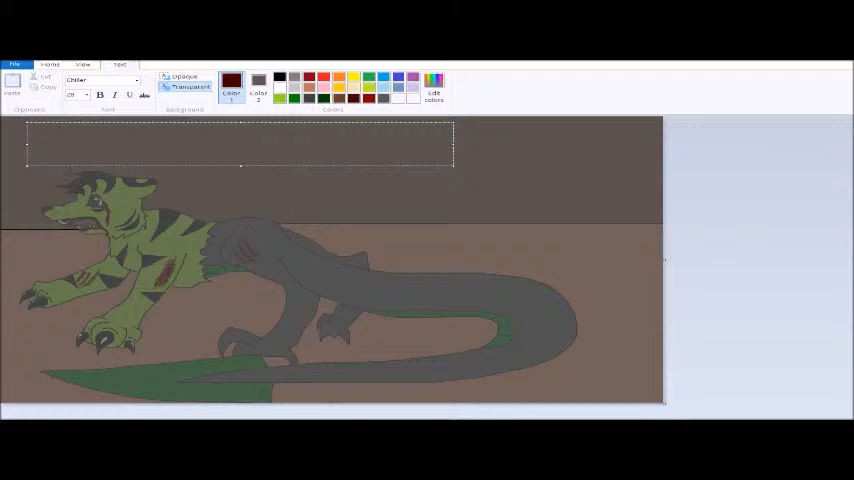 File Home View Text
Cut
Paste Copy
Clipboard
Chiller
28 B I U abc
Font
Opaque
Transparent
Background
Color 1
Color 2
Edit colors
Colors